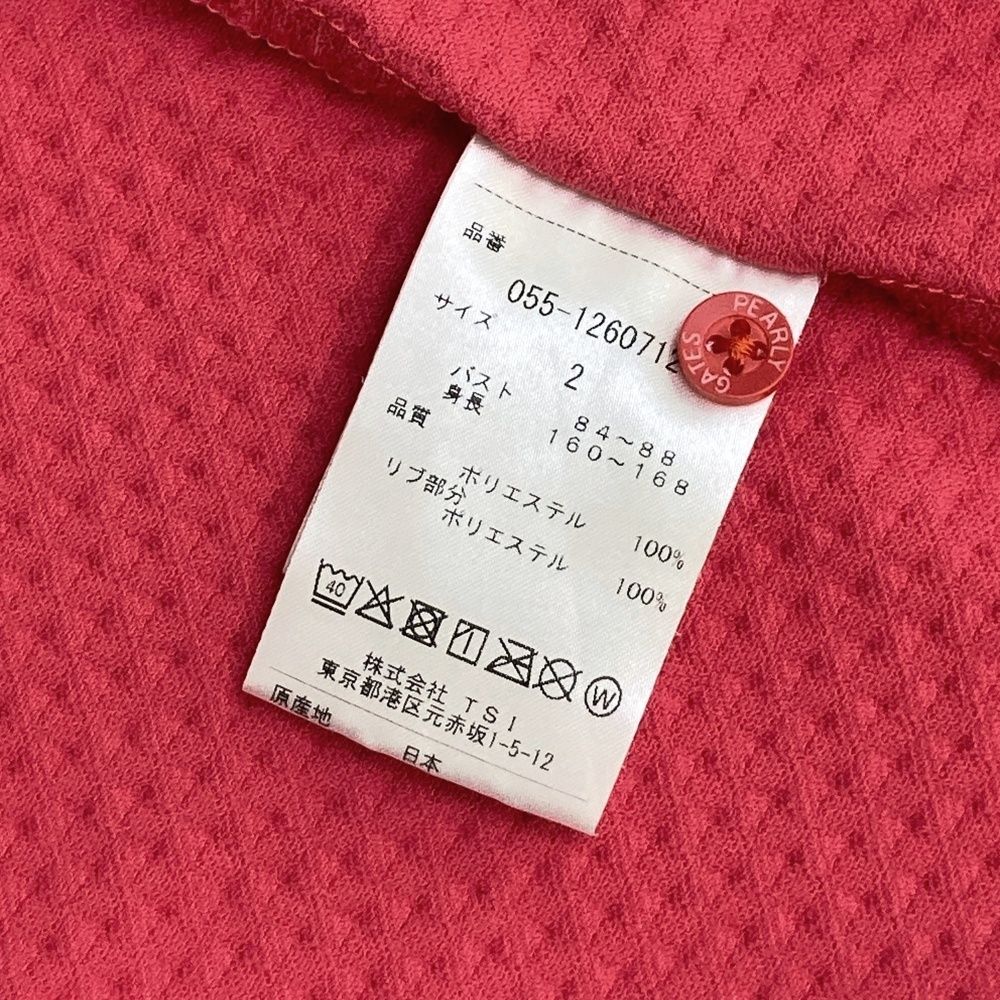 品番
055-1260712
サイズ
2
バスト 84～88
身長 160～168
品質
ポリエステル 100%
リブ部分
ポリエステル 100%
40
W
株式会社 TSI
東京都港区元赤坂1-5-12
原産地
日本
PEARLY
GATES